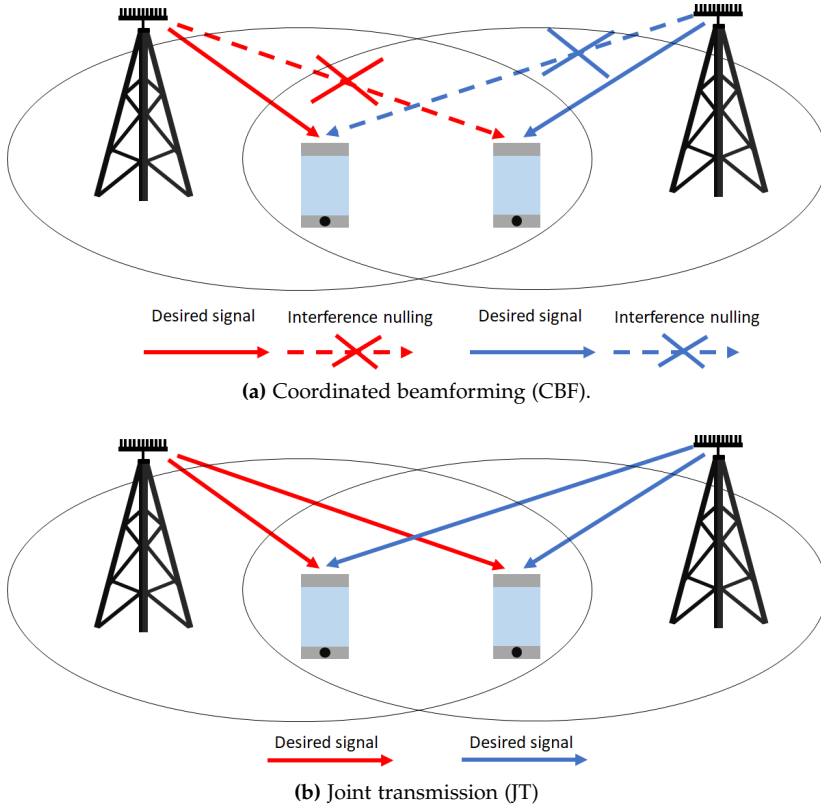 Desired signal
Interference nulling
Desired signal
Interference nulling
(a) Coordinated beamforming (CBF).
Desired signal
Desired signal
(b) Joint transmission (JT)